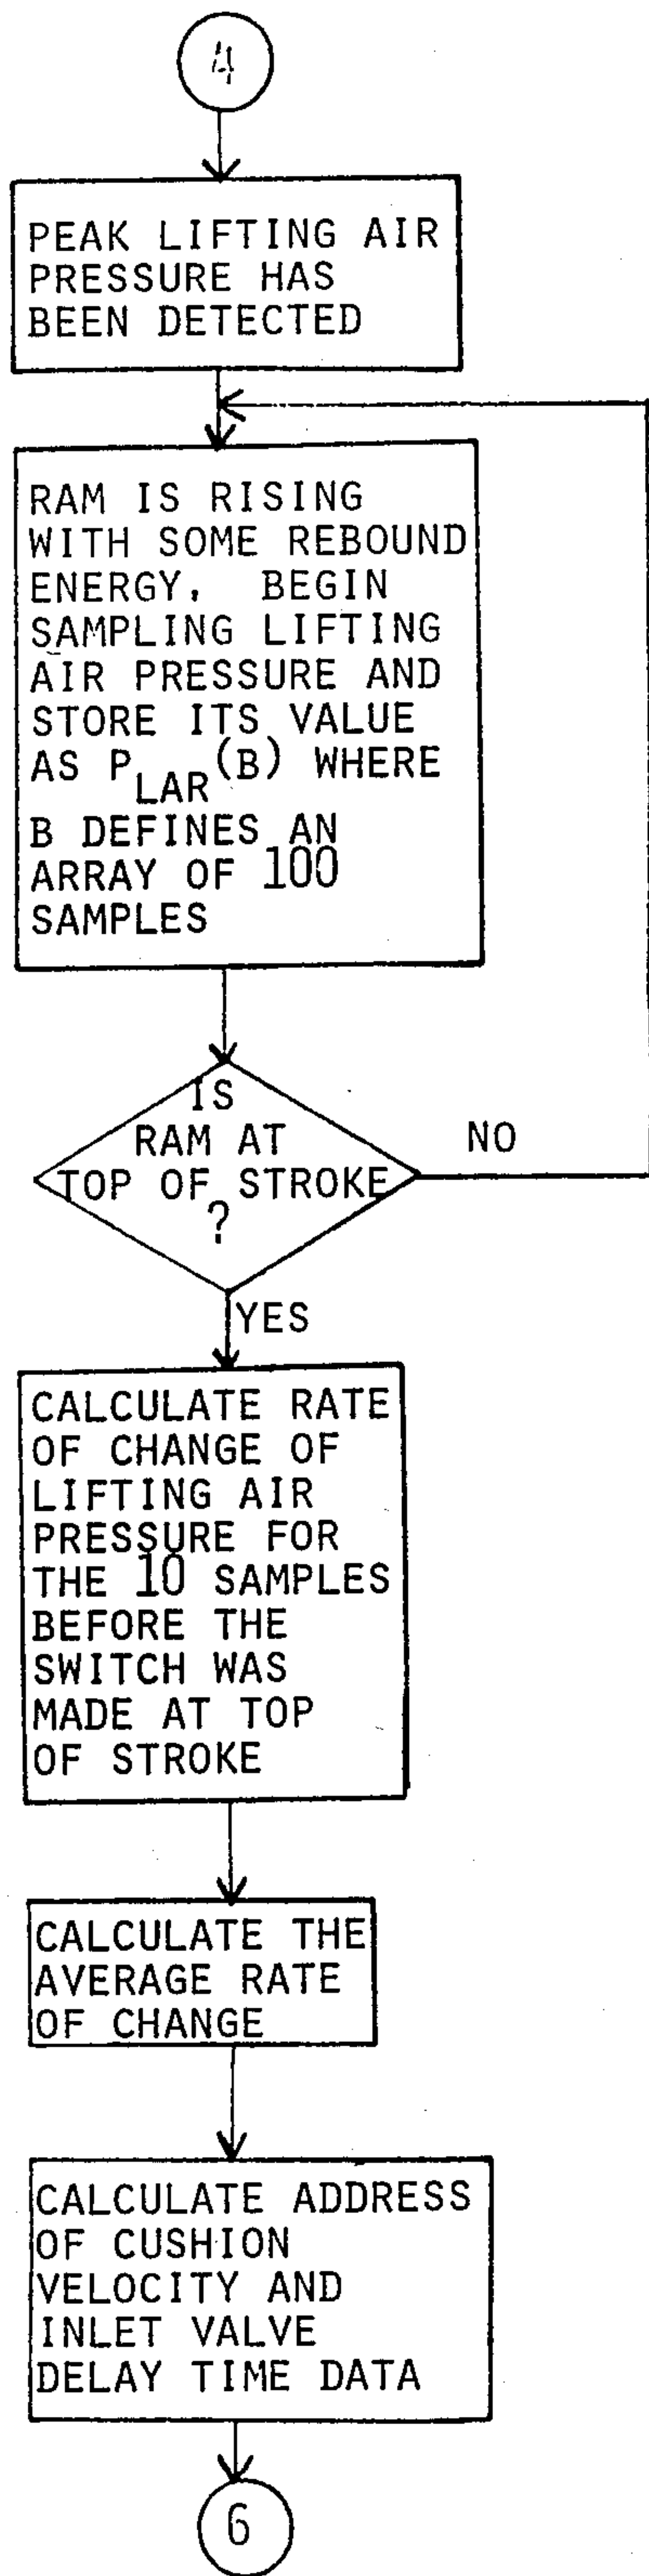 4
PEAK LIFTING AIR
PRESSURE HAS
BEEN DETECTED
RAM IS RISING
WITH SOME REBOUND
ENERGY, BEGIN
SAMPLING LIFTING
AIR PRESSURE AND
STORE ITS VALUE
AS P_LAR(B) WHERE
B DEFINES AN
ARRAY OF 100
SAMPLES
IS
RAM AT
TOP OF STROKE
?
NO
YES
CALCULATE RATE
OF CHANGE OF
LIFTING AIR
PRESSURE FOR
THE 10 SAMPLES
BEFORE THE
SWITCH WAS
MADE AT TOP
OF STROKE
CALCULATE THE
AVERAGE RATE
OF CHANGE
CALCULATE ADDRESS
OF CUSHION
VELOCITY AND
INLET VALVE
DELAY TIME DATA
6